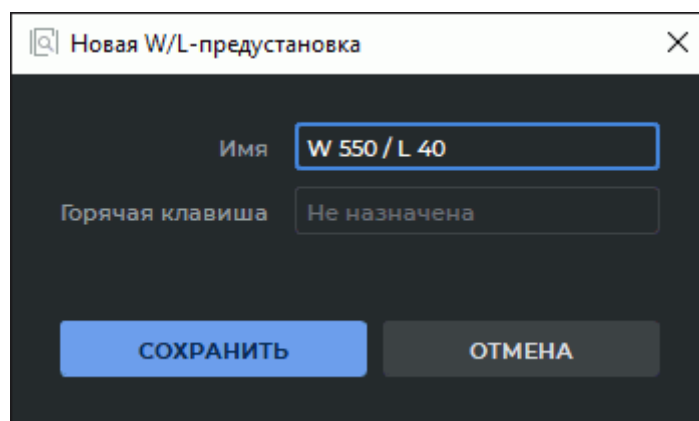 Новая W/L-предустановка
Имя W 550 / L 40
Горячая клавиша Не назначена
СОХРАНИТЬ ОТМЕНА